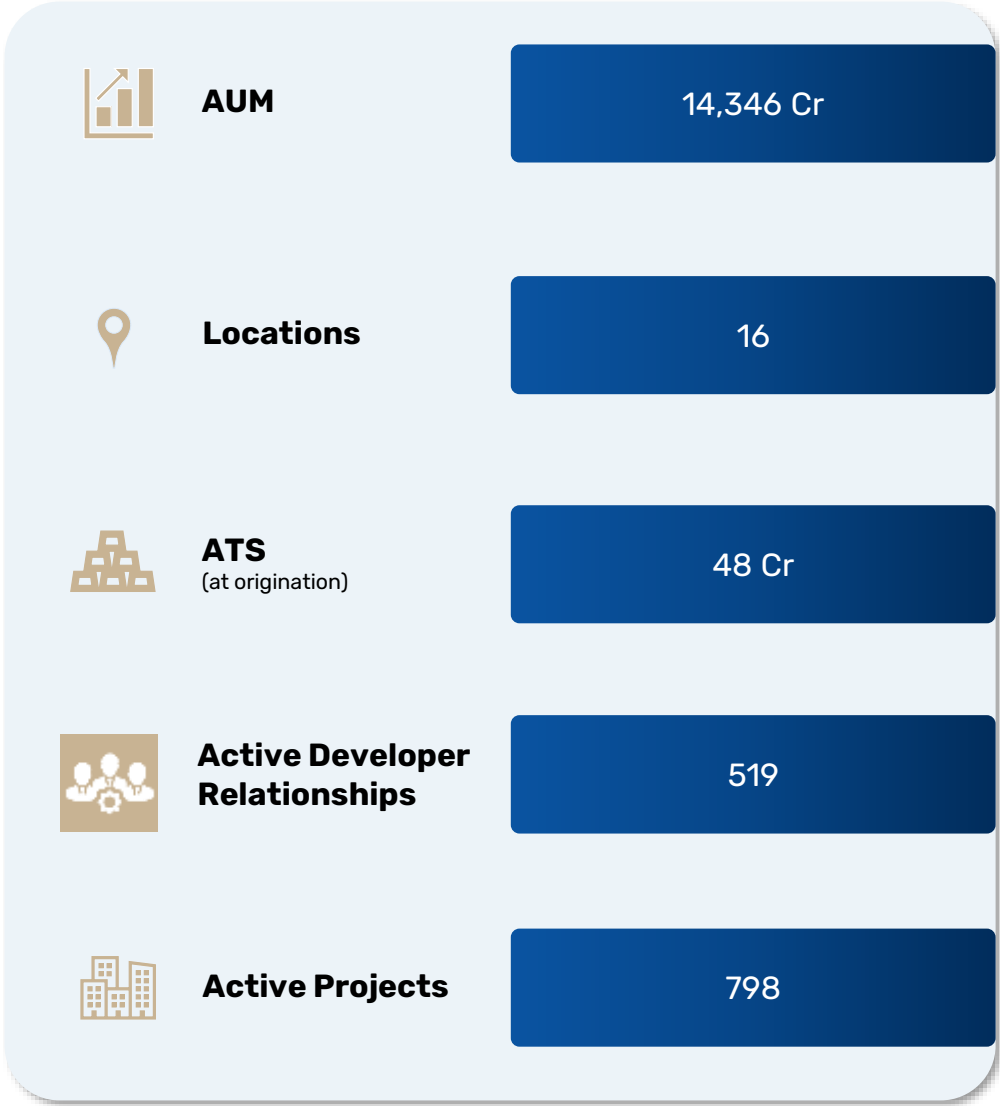 AUM
14,346 Cr
Locations
16
ATS
(at origination)
48 Cr
Active Developer
Relationships
519
Active Projects
798